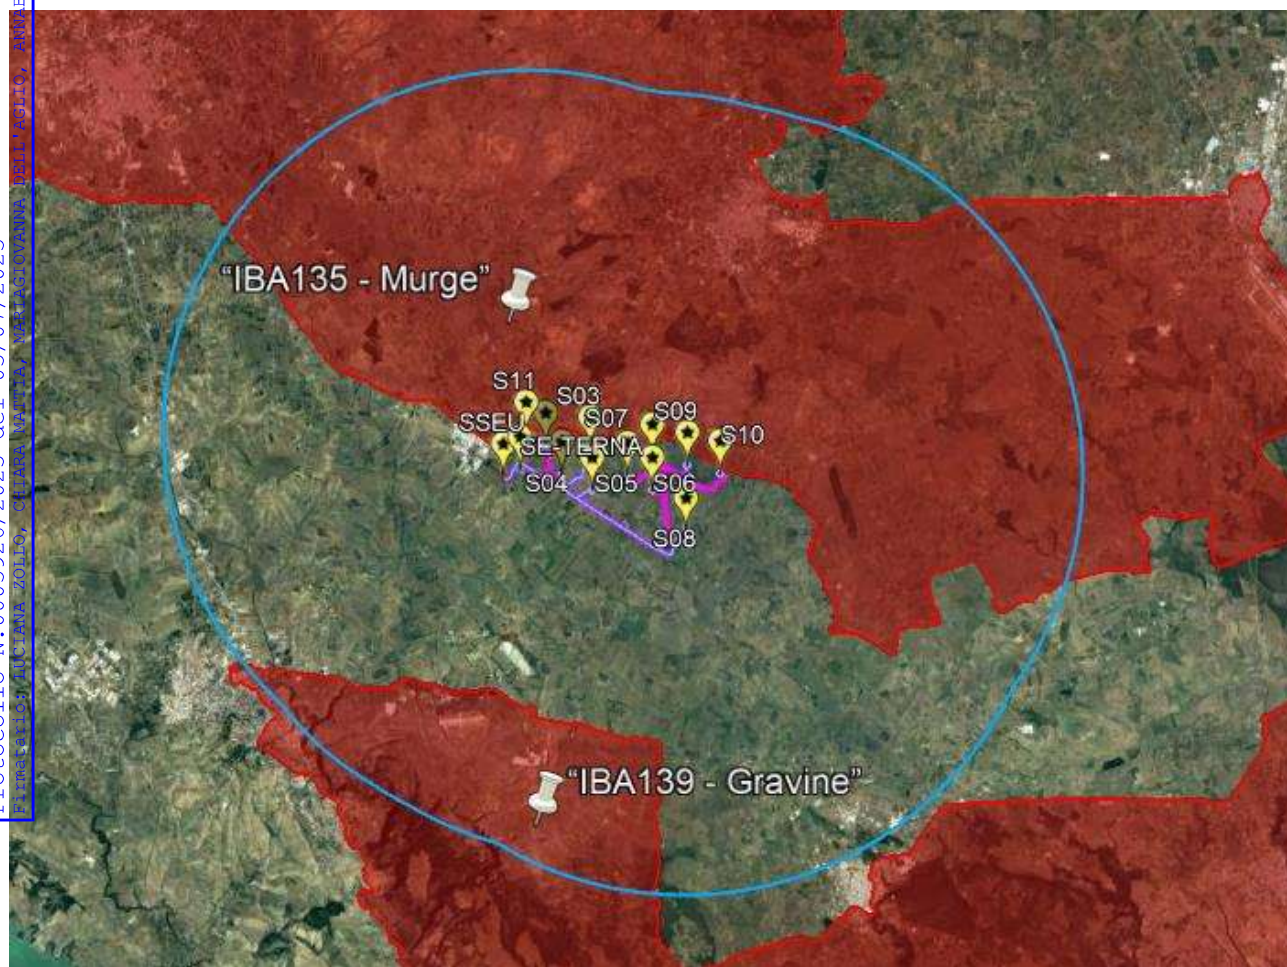 "IBA135 - Murge"
S11
S03
S07
S09
SSEU
SE-TERNA
S10
S04
S05
S06
S08
"IBA139 - Gravine"
Firmatario: LUCIANA ZOLLO, CHIARA MATTIA, MARIAGIOVANNA DELL'AGLIO,